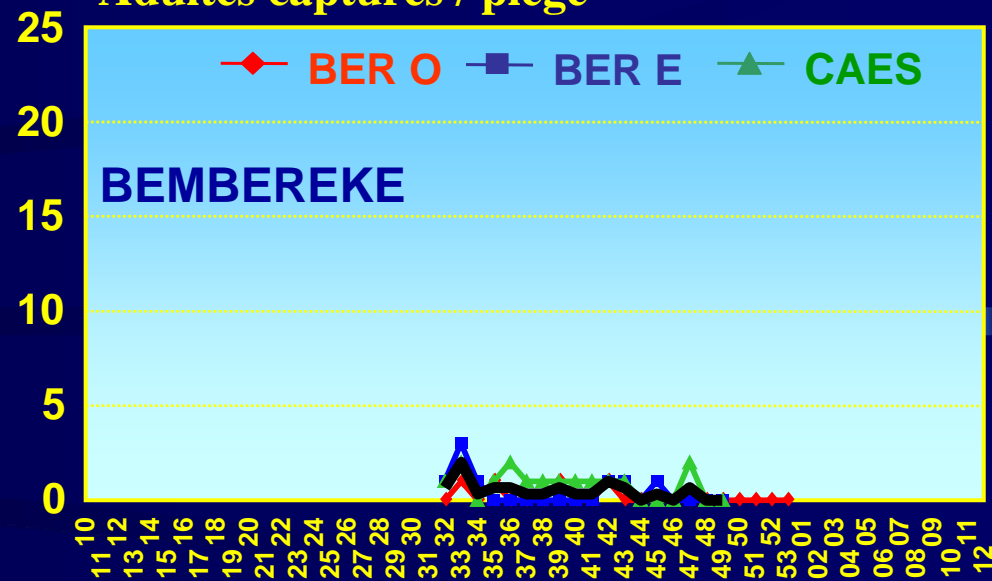 Adultes capturés / piège
25
BER O BER E CAES
20
BEMBEREKE
15
10
5
0
10 11 12 13 14 15 16 17 18 19 20 21 22 23 24 25 26 27 28 29 30 31 32 33 34 35 36 37 38 39 40 41 42 43 44 45 46 47 48 49 50 51 52 53 01 02 03 04 05 06 07 08 09 10 11 12